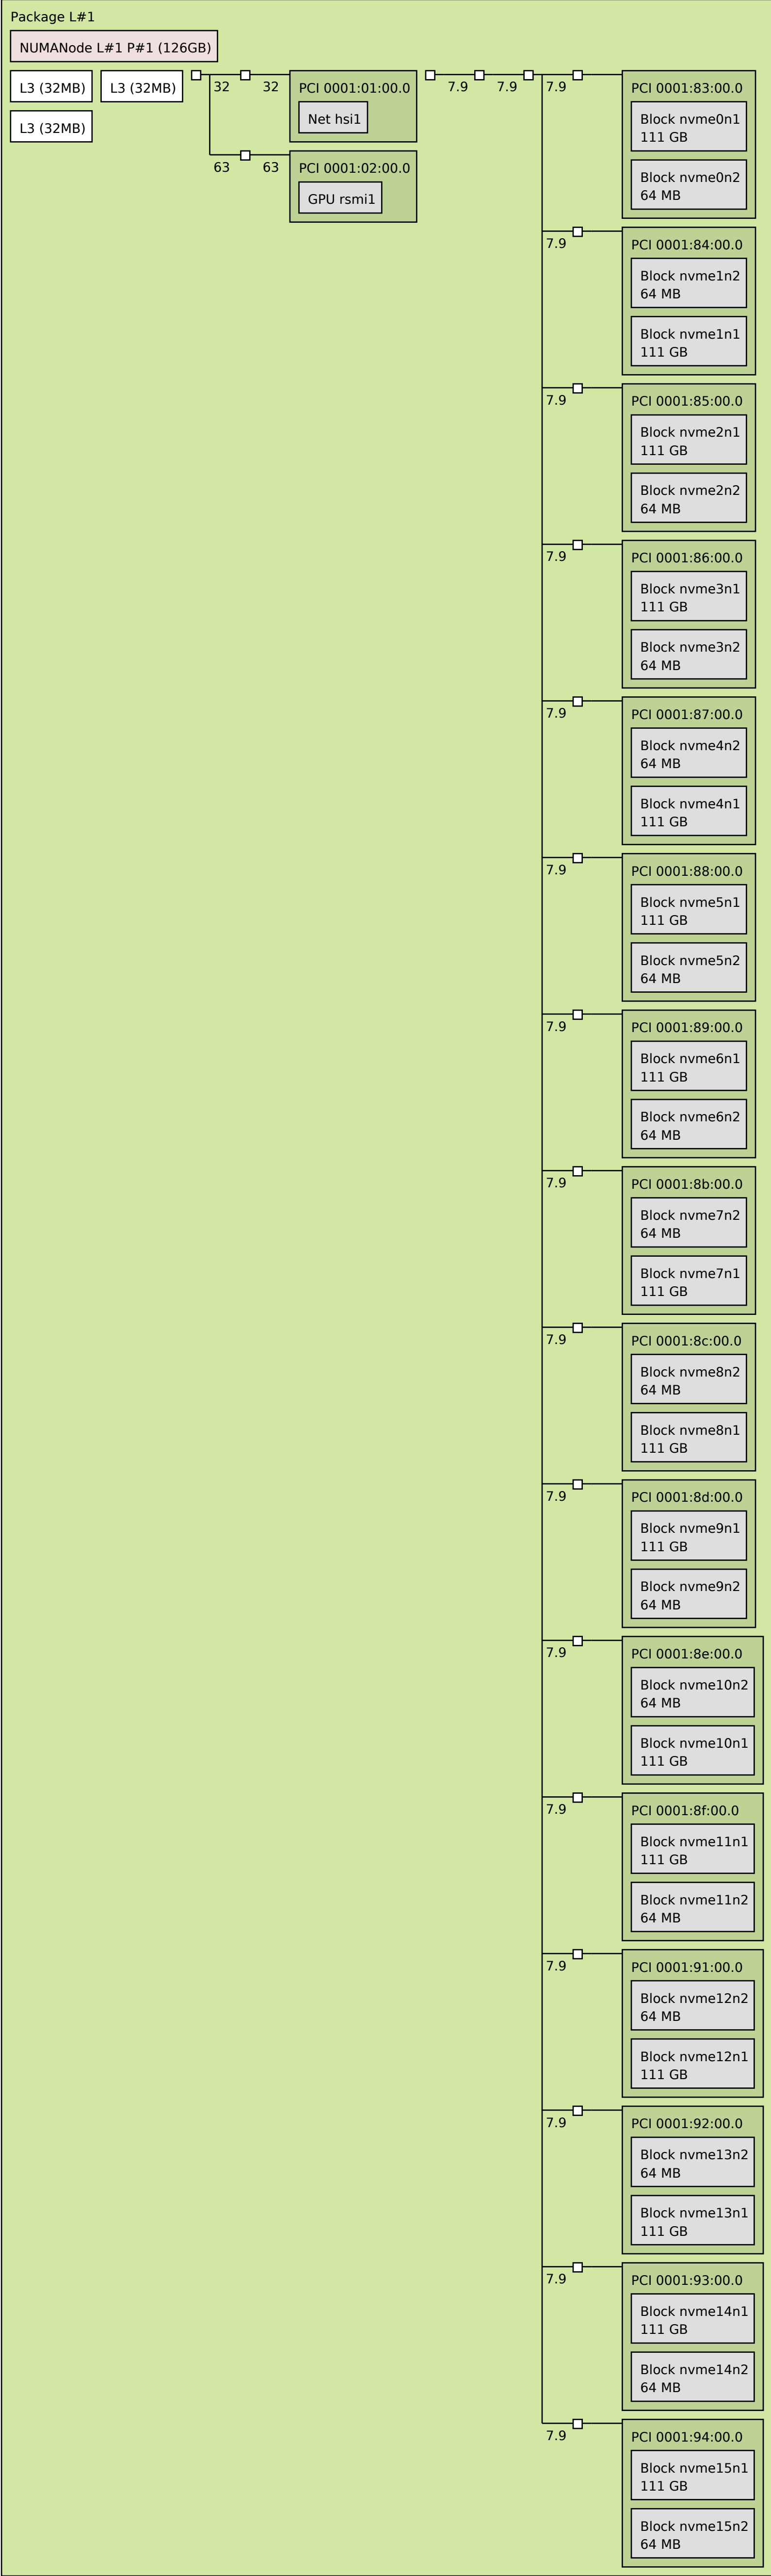 Package L#1
NUMANode L#1 P#1 (126GB)
L3 (32MB)
L3 (32MB)
L3 (32MB)
32
32
PCI 0001:01:00.0
Net hsi1
63
63
PCI 0001:02:00.0
GPU rsmi1
7.9
7.9
7.9
PCI 0001:83:00.0
Block nvme0n1
111 GB
Block nvme0n2
64 MB
7.9
PCI 0001:84:00.0
Block nvme1n2
64 MB
Block nvme1n1
111 GB
7.9
PCI 0001:85:00.0
Block nvme2n1
111 GB
Block nvme2n2
64 MB
7.9
PCI 0001:86:00.0
Block nvme3n1
111 GB
Block nvme3n2
64 MB
7.9
PCI 0001:87:00.0
Block nvme4n2
64 MB
Block nvme4n1
111 GB
7.9
PCI 0001:88:00.0
Block nvme5n1
111 GB
Block nvme5n2
64 MB
7.9
PCI 0001:89:00.0
Block nvme6n1
111 GB
Block nvme6n2
64 MB
7.9
PCI 0001:8b:00.0
Block nvme7n2
64 MB
Block nvme7n1
111 GB
7.9
PCI 0001:8c:00.0
Block nvme8n2
64 MB
Block nvme8n1
111 GB
7.9
PCI 0001:8d:00.0
Block nvme9n1
111 GB
Block nvme9n2
64 MB
7.9
PCI 0001:8e:00.0
Block nvme10n2
64 MB
Block nvme10n1
111 GB
7.9
PCI 0001:8f:00.0
Block nvme11n1
111 GB
Block nvme11n2
64 MB
7.9
PCI 0001:91:00.0
Block nvme12n2
64 MB
Block nvme12n1
111 GB
7.9
PCI 0001:92:00.0
Block nvme13n2
64 MB
Block nvme13n1
111 GB
7.9
PCI 0001:93:00.0
Block nvme14n1
111 GB
Block nvme14n2
64 MB
7.9
PCI 0001:94:00.0
Block nvme15n1
111 GB
Block nvme15n2
64 MB